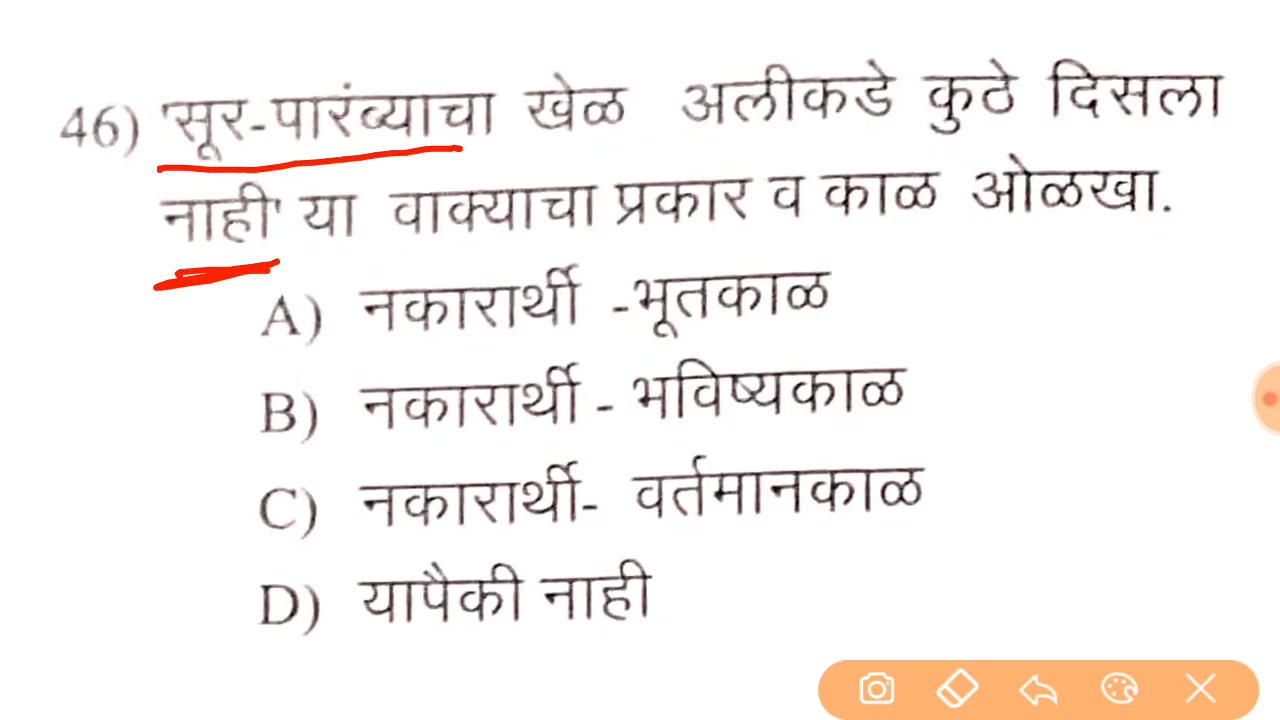 46) 'सूर-पारंब्याचा खेळ अलीकडे कुठे दिसला
नाही' या वाक्याचा प्रकार व काळ ओळखा.
A) नकारार्थी -भूतकाळ
B) नकारार्थी - भविष्यकाळ
C) नकारार्थी- वर्तमानकाळ
D) यापैकी नाही